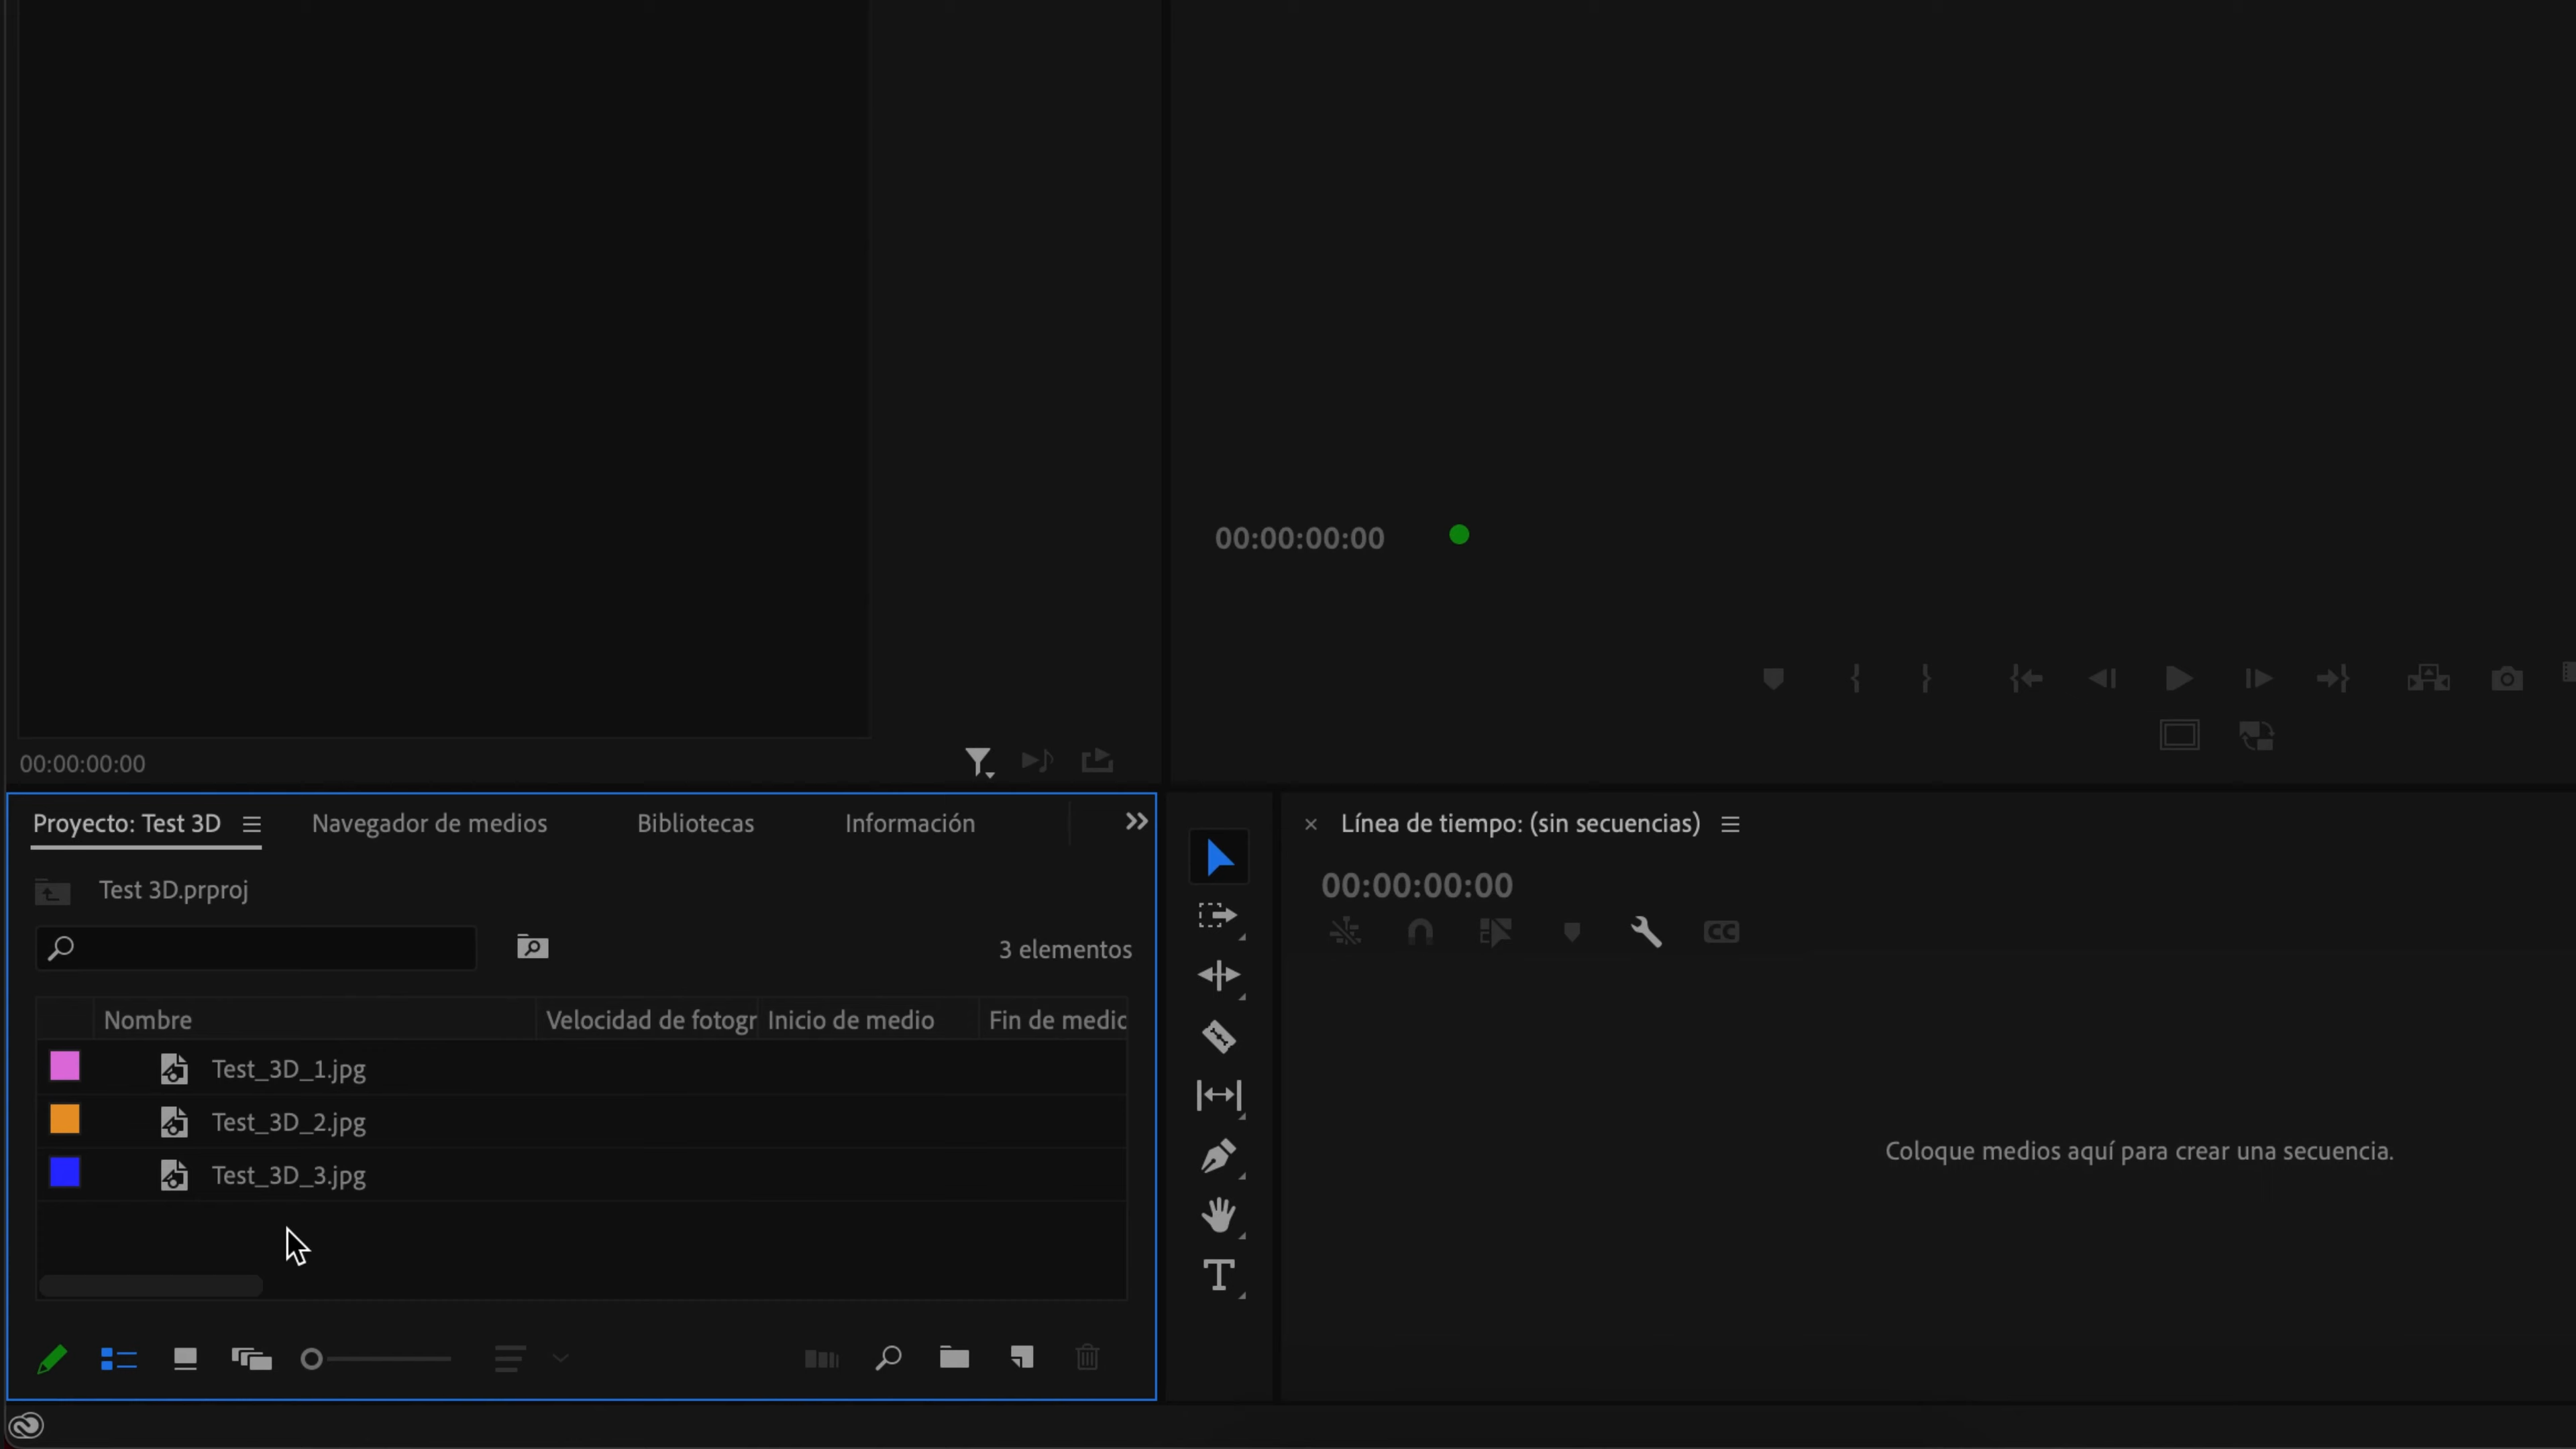 00:00:00:00
00:00:00:00
Proyecto: Test 3D
Navegador de medios
Bibliotecas
Información
Test 3D.prproj
3 elementos
Nombre
Velocidad de fotogr
Inicio de medio
Fin de medio
Test_3D_1.jpg
Test_3D_2.jpg
Test_3D_3.jpg
Línea de tiempo: (sin secuencias)
00:00:00:00
CC
Coloque medios aquí para crear una secuencia.